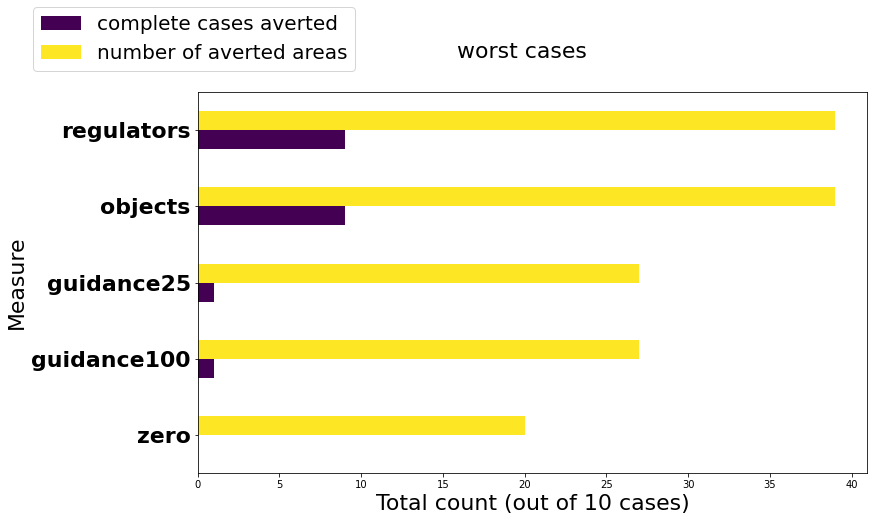 complete cases averted
number of averted areas
worst cases
regulators
objects
guidance25
guidance100
zero
Measure
0 5 10 15 20 25 30 35 40
Total count (out of 10 cases)